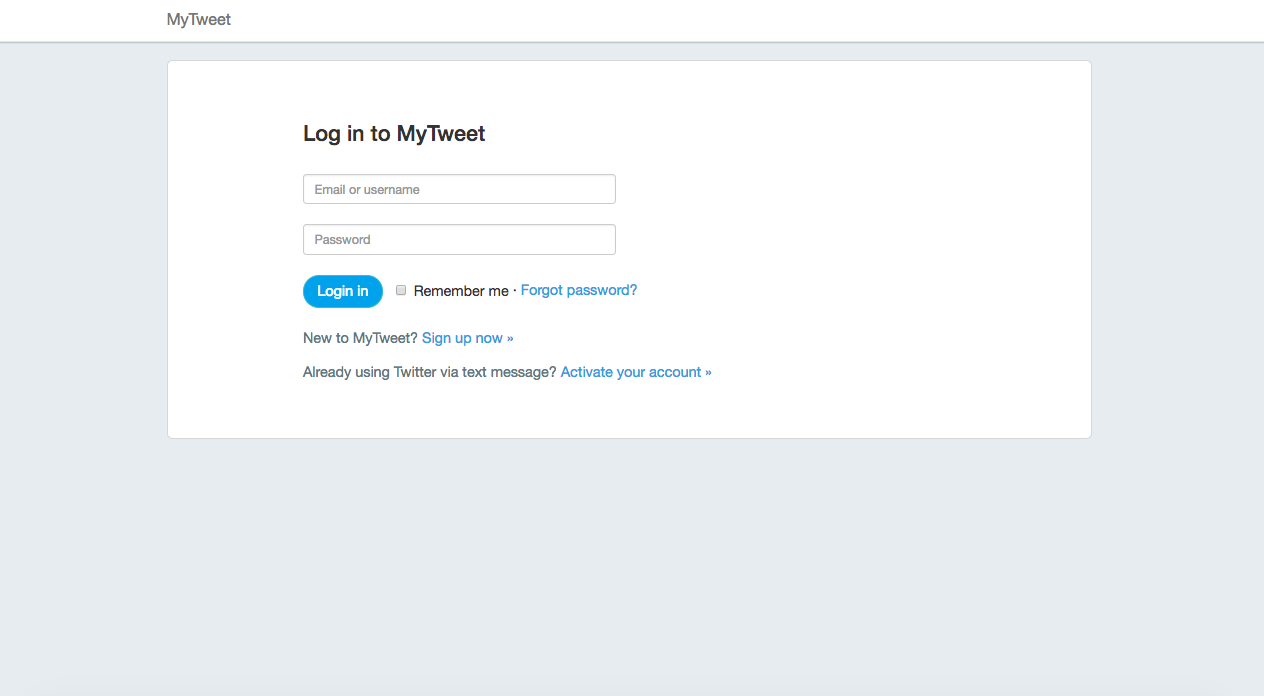 MyTweet
Log in to MyTweet
Email or username
Password
Login in Remember me · Forgot password?
New to MyTweet? Sign up now »
Already using Twitter via text message? Activate your account »